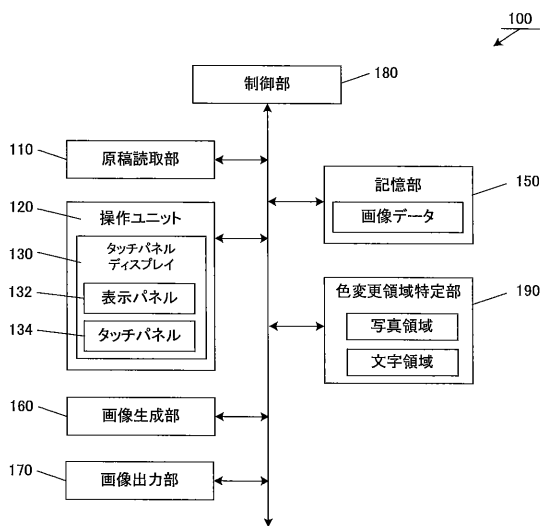 100
制御部
180
110
原稿読取部
120
操作ユニット
130
タッチパネル
ディスプレイ
132
表示パネル
134
タッチパネル
記憶部
150
画像データ
色変更領域特定部
190
写真領域
文字領域
160
画像生成部
170
画像出力部